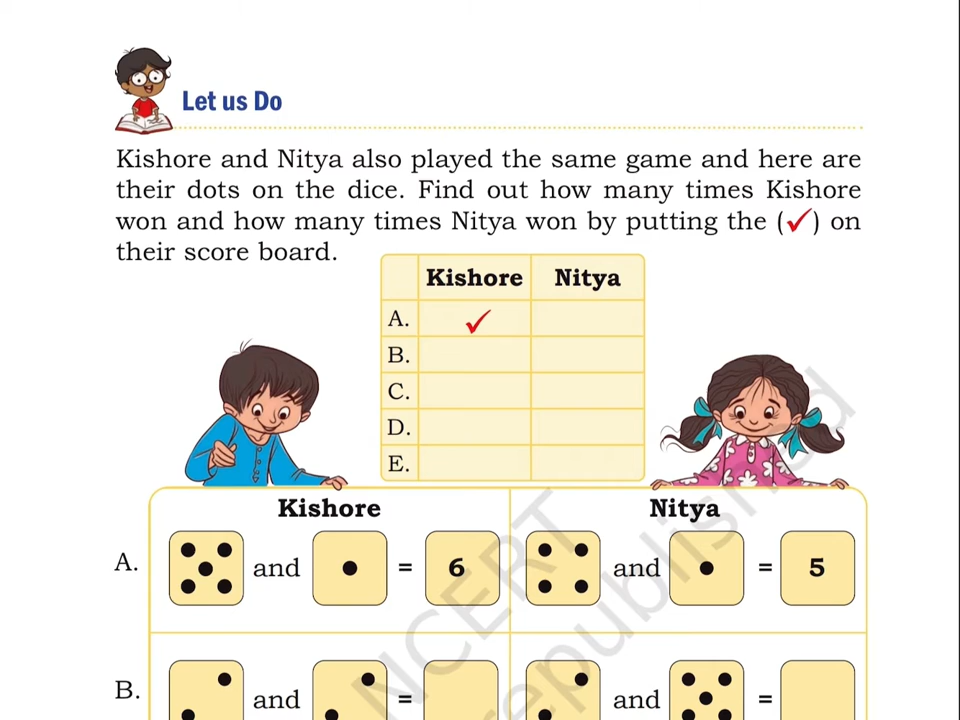 Let us Do
Kishore and Nitya also played the same game and here are
their dots on the dice. Find out how many times Kishore
won and how many times Nitya won by putting the (✓) on
their score board.
Kishore Nitya
A. ✓
B.
C.
D.
E.
Kishore Nitya
A. and = 6 and = 5
B. and = and =
NCERT
republished